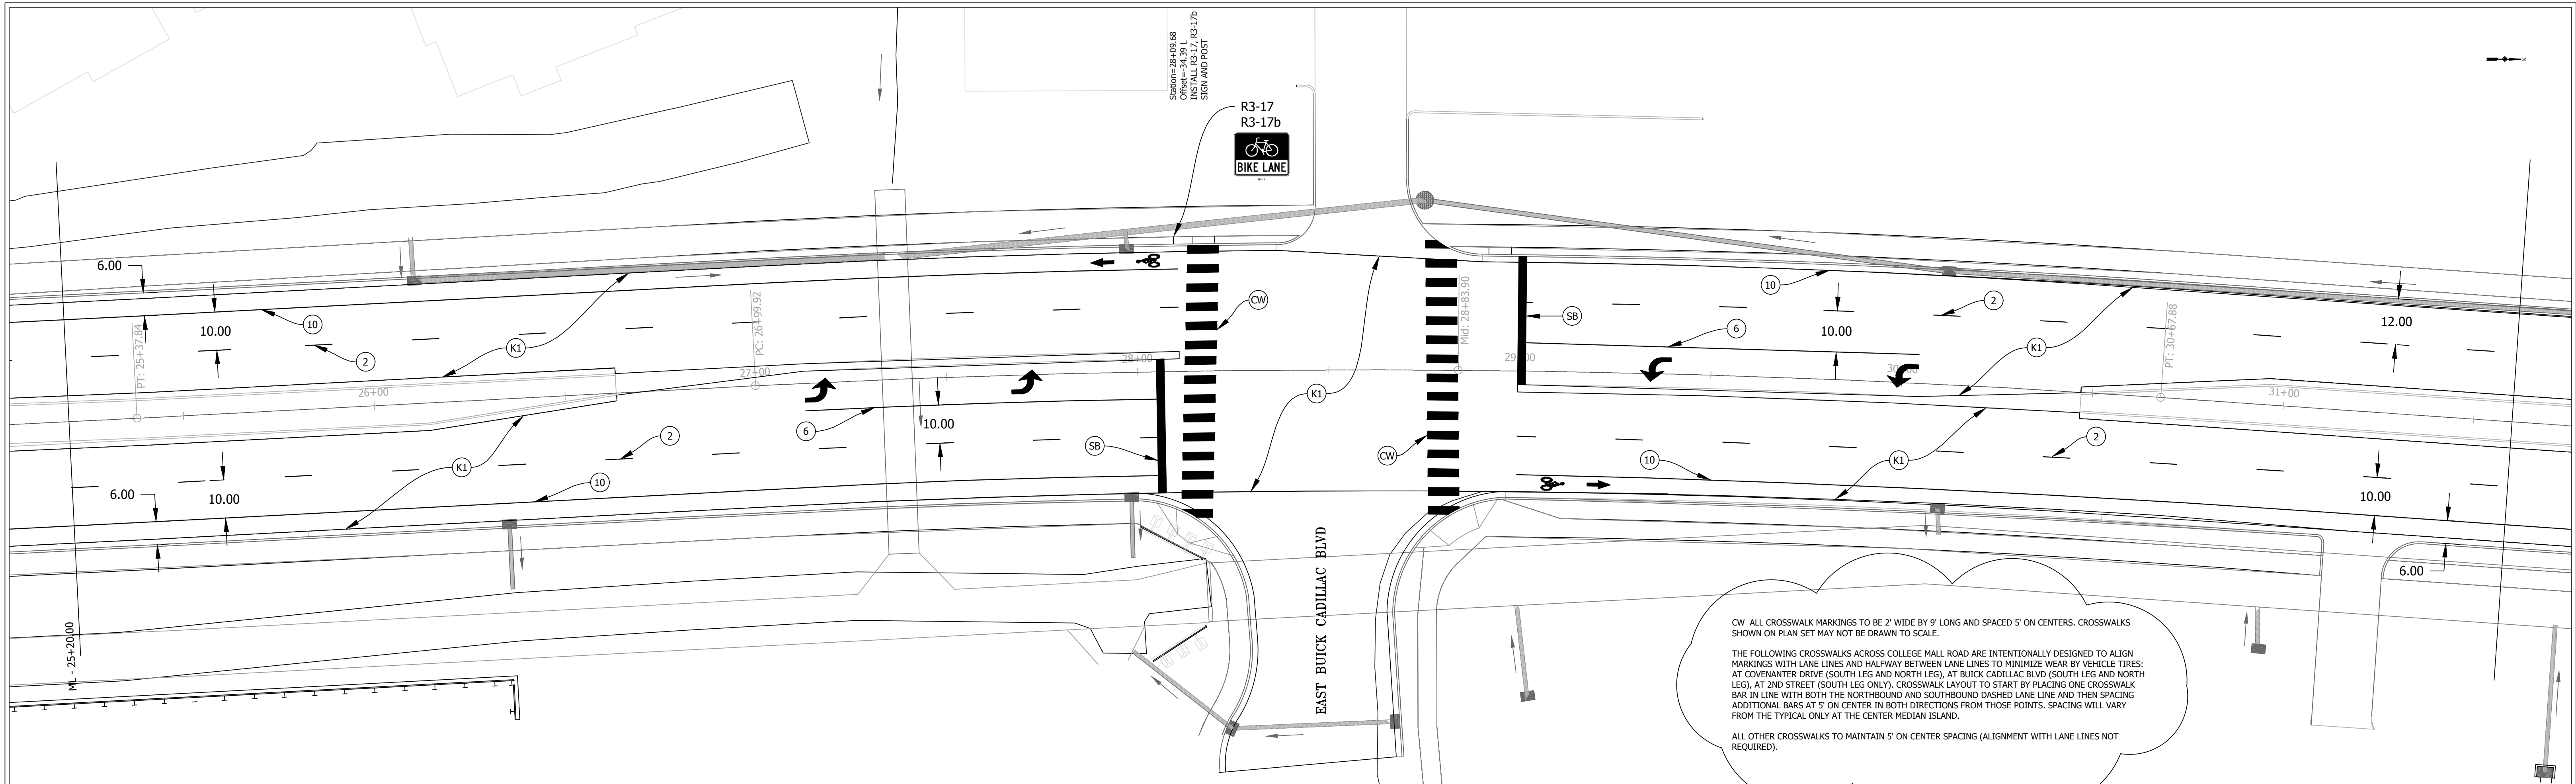 Station=28+09.68
Offset=-34.39 L
INSTALL R3-17, R3-17b
SIGN AND POST
R3-17
R3-17b
BIKE LANE
6.00
10.00
10
2
K1
PT: 25+37.84
26+00
PC: 26+99.92
27+00
28+00
CW
K1
Mid: 28+83.90
29+00
SB
10
6
10.00
2
K1
30+00
PT: 30+67.88
31+00
12.00
6
10.00
2
SB
CW
K1
10
6.00
10.00
10
K1
2
10.00
6.00
ML - 25+20.00
EAST BUICK CADILLAC BLVD
CW ALL CROSSWALK MARKINGS TO BE 2' WIDE BY 9' LONG AND SPACED 5' ON CENTERS. CROSSWALKS
SHOWN ON PLAN SET MAY NOT BE DRAWN TO SCALE.
THE FOLLOWING CROSSWALKS ACROSS COLLEGE MALL ROAD ARE INTENTIONALLY DESIGNED TO ALIGN
MARKINGS WITH LANE LINES AND HALFWAY BETWEEN LANE LINES TO MINIMIZE WEAR BY VEHICLE TIRES:
AT COVENANTER DRIVE (SOUTH LEG AND NORTH LEG), AT BUICK CADILLAC BLVD (SOUTH LEG AND NORTH
LEG), AT 2ND STREET (SOUTH LEG ONLY). CROSSWALK LAYOUT TO START BY PLACING ONE CROSSWALK
BAR IN LINE WITH BOTH THE NORTHBOUND AND SOUTHBOUND DASHED LANE LINE AND THEN SPACING
ADDITIONAL BARS AT 5' ON CENTER IN BOTH DIRECTIONS FROM THOSE POINTS. SPACING WILL VARY
FROM THE TYPICAL ONLY AT THE CENTER MEDIAN ISLAND.
ALL OTHER CROSSWALKS TO MAINTAIN 5' ON CENTER SPACING (ALIGNMENT WITH LANE LINES NOT
REQUIRED).